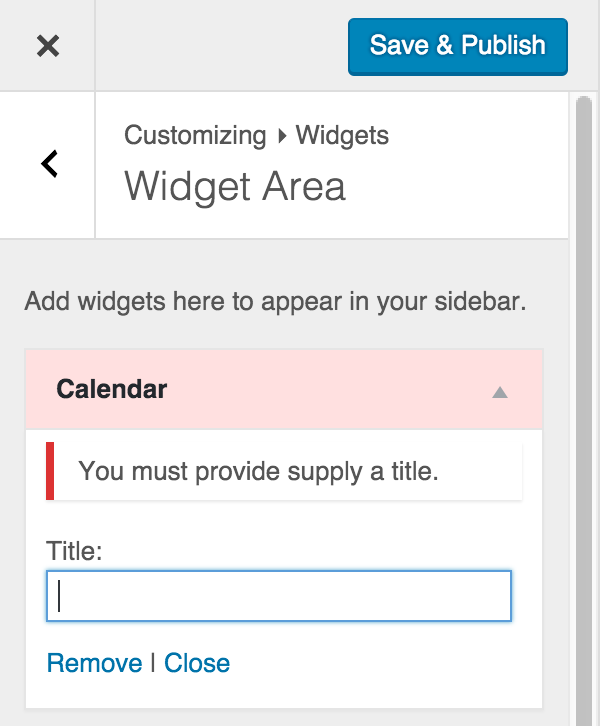 Save & Publish
Customizing ▸ Widgets
Widget Area
Add widgets here to appear in your sidebar.
Calendar
You must provide supply a title.
Title:
Remove | Close